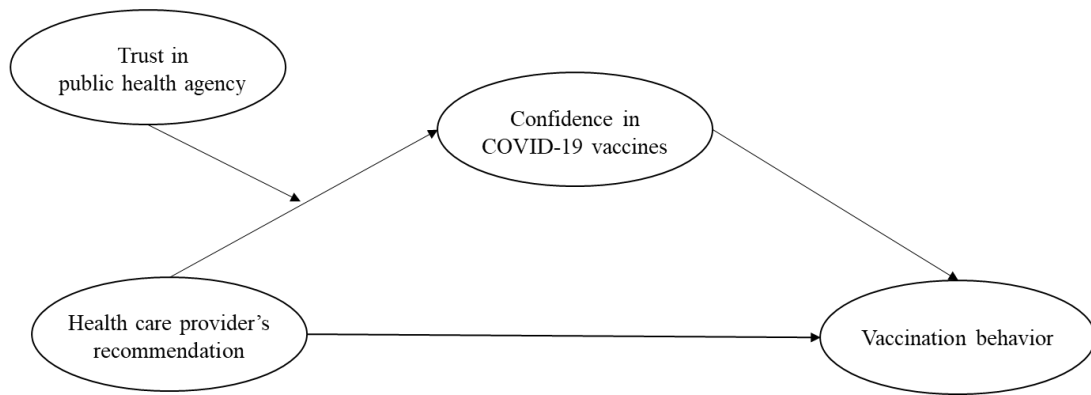 Trust in
public health agency
Confidence in
COVID-19 vaccines
Health care provider’s
recommendation
Vaccination behavior